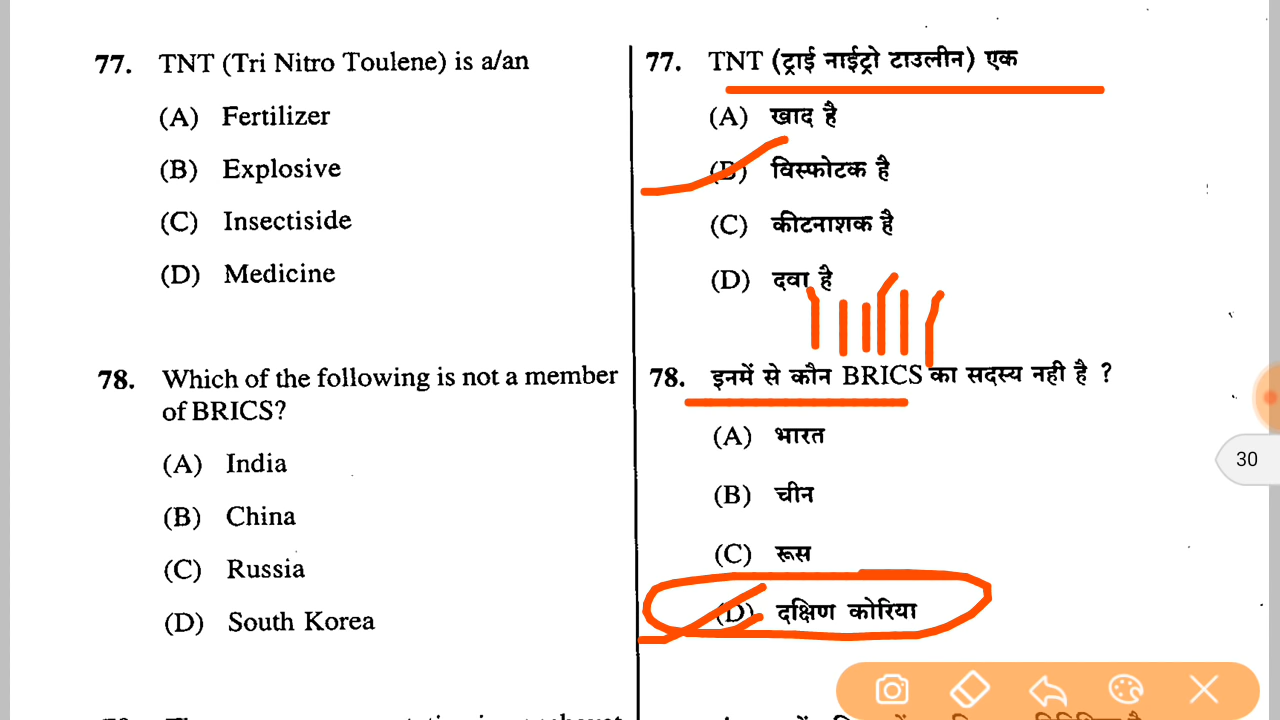 77. TNT (Tri Nitro Toulene) is a/an
(A) Fertilizer
(B) Explosive
(C) Insectiside
(D) Medicine
78. Which of the following is not a member
of BRICS?
(A) India
(B) China
(C) Russia
(D) South Korea
77. TNT (ट्राई नाईट्रो टाउलीन) एक
(A) खाद है
(B) विस्फोटक है
(C) कीटनाशक है
(D) दवा है
78. इनमें से कौन BRICS का सदस्य नही है ?
(A) भारत
(B) चीन
(C) रूस
(D) दक्षिण कोरिया
30